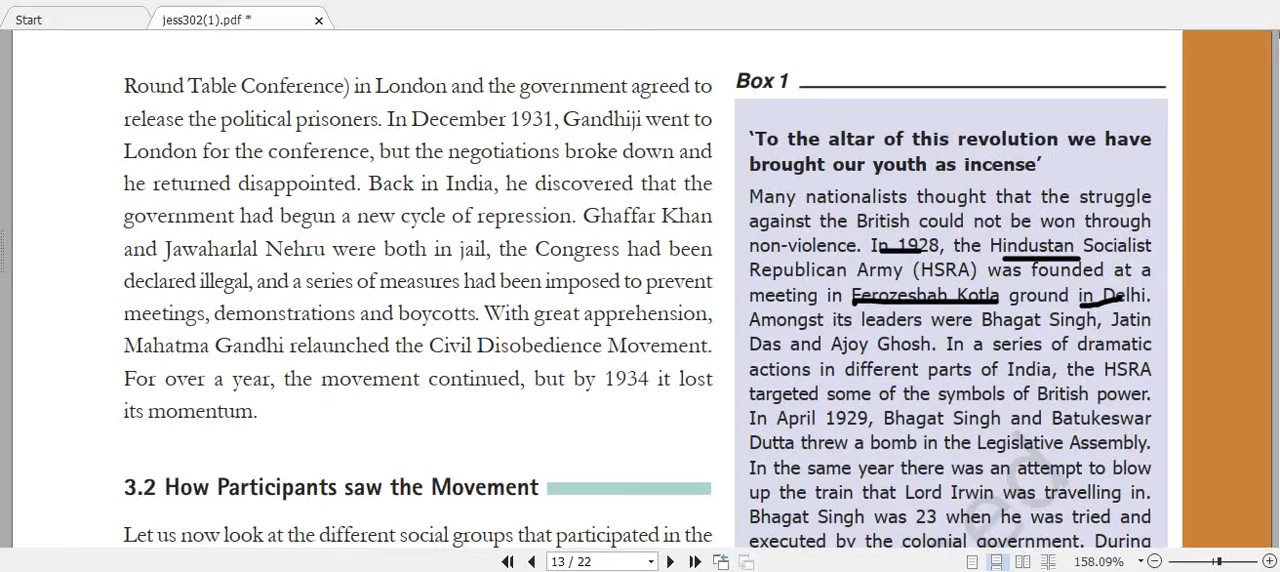 Start
jess302(1).pdf *
Round Table Conference) in London and the government agreed to
release the political prisoners. In December 1931, Gandhiji went to
London for the conference, but the negotiations broke down and
he returned disappointed. Back in India, he discovered that the
government had begun a new cycle of repression. Ghaffar Khan
and Jawaharlal Nehru were both in jail, the Congress had been
declared illegal, and a series of measures had been imposed to prevent
meetings, demonstrations and boycotts. With great apprehension,
Mahatma Gandhi relaunched the Civil Disobedience Movement.
For over a year, the movement continued, but by 1934 it lost
its momentum.
3.2 How Participants saw the Movement
Let us now look at the different social groups that participated in the
Box 1
‘To the altar of this revolution we have
brought our youth as incense’
Many nationalists thought that the struggle
against the British could not be won through
non-violence. In 1928, the Hindustan Socialist
Republican Army (HSRA) was founded at a
meeting in Ferozeshah Kotla ground in Delhi.
Amongst its leaders were Bhagat Singh, Jatin
Das and Ajoy Ghosh. In a series of dramatic
actions in different parts of India, the HSRA
targeted some of the symbols of British power.
In April 1929, Bhagat Singh and Batukeswar
Dutta threw a bomb in the Legislative Assembly.
In the same year there was an attempt to blow
up the train that Lord Irwin was travelling in.
Bhagat Singh was 23 when he was tried and
executed by the colonial government. During
ed
13 / 22
158.09%